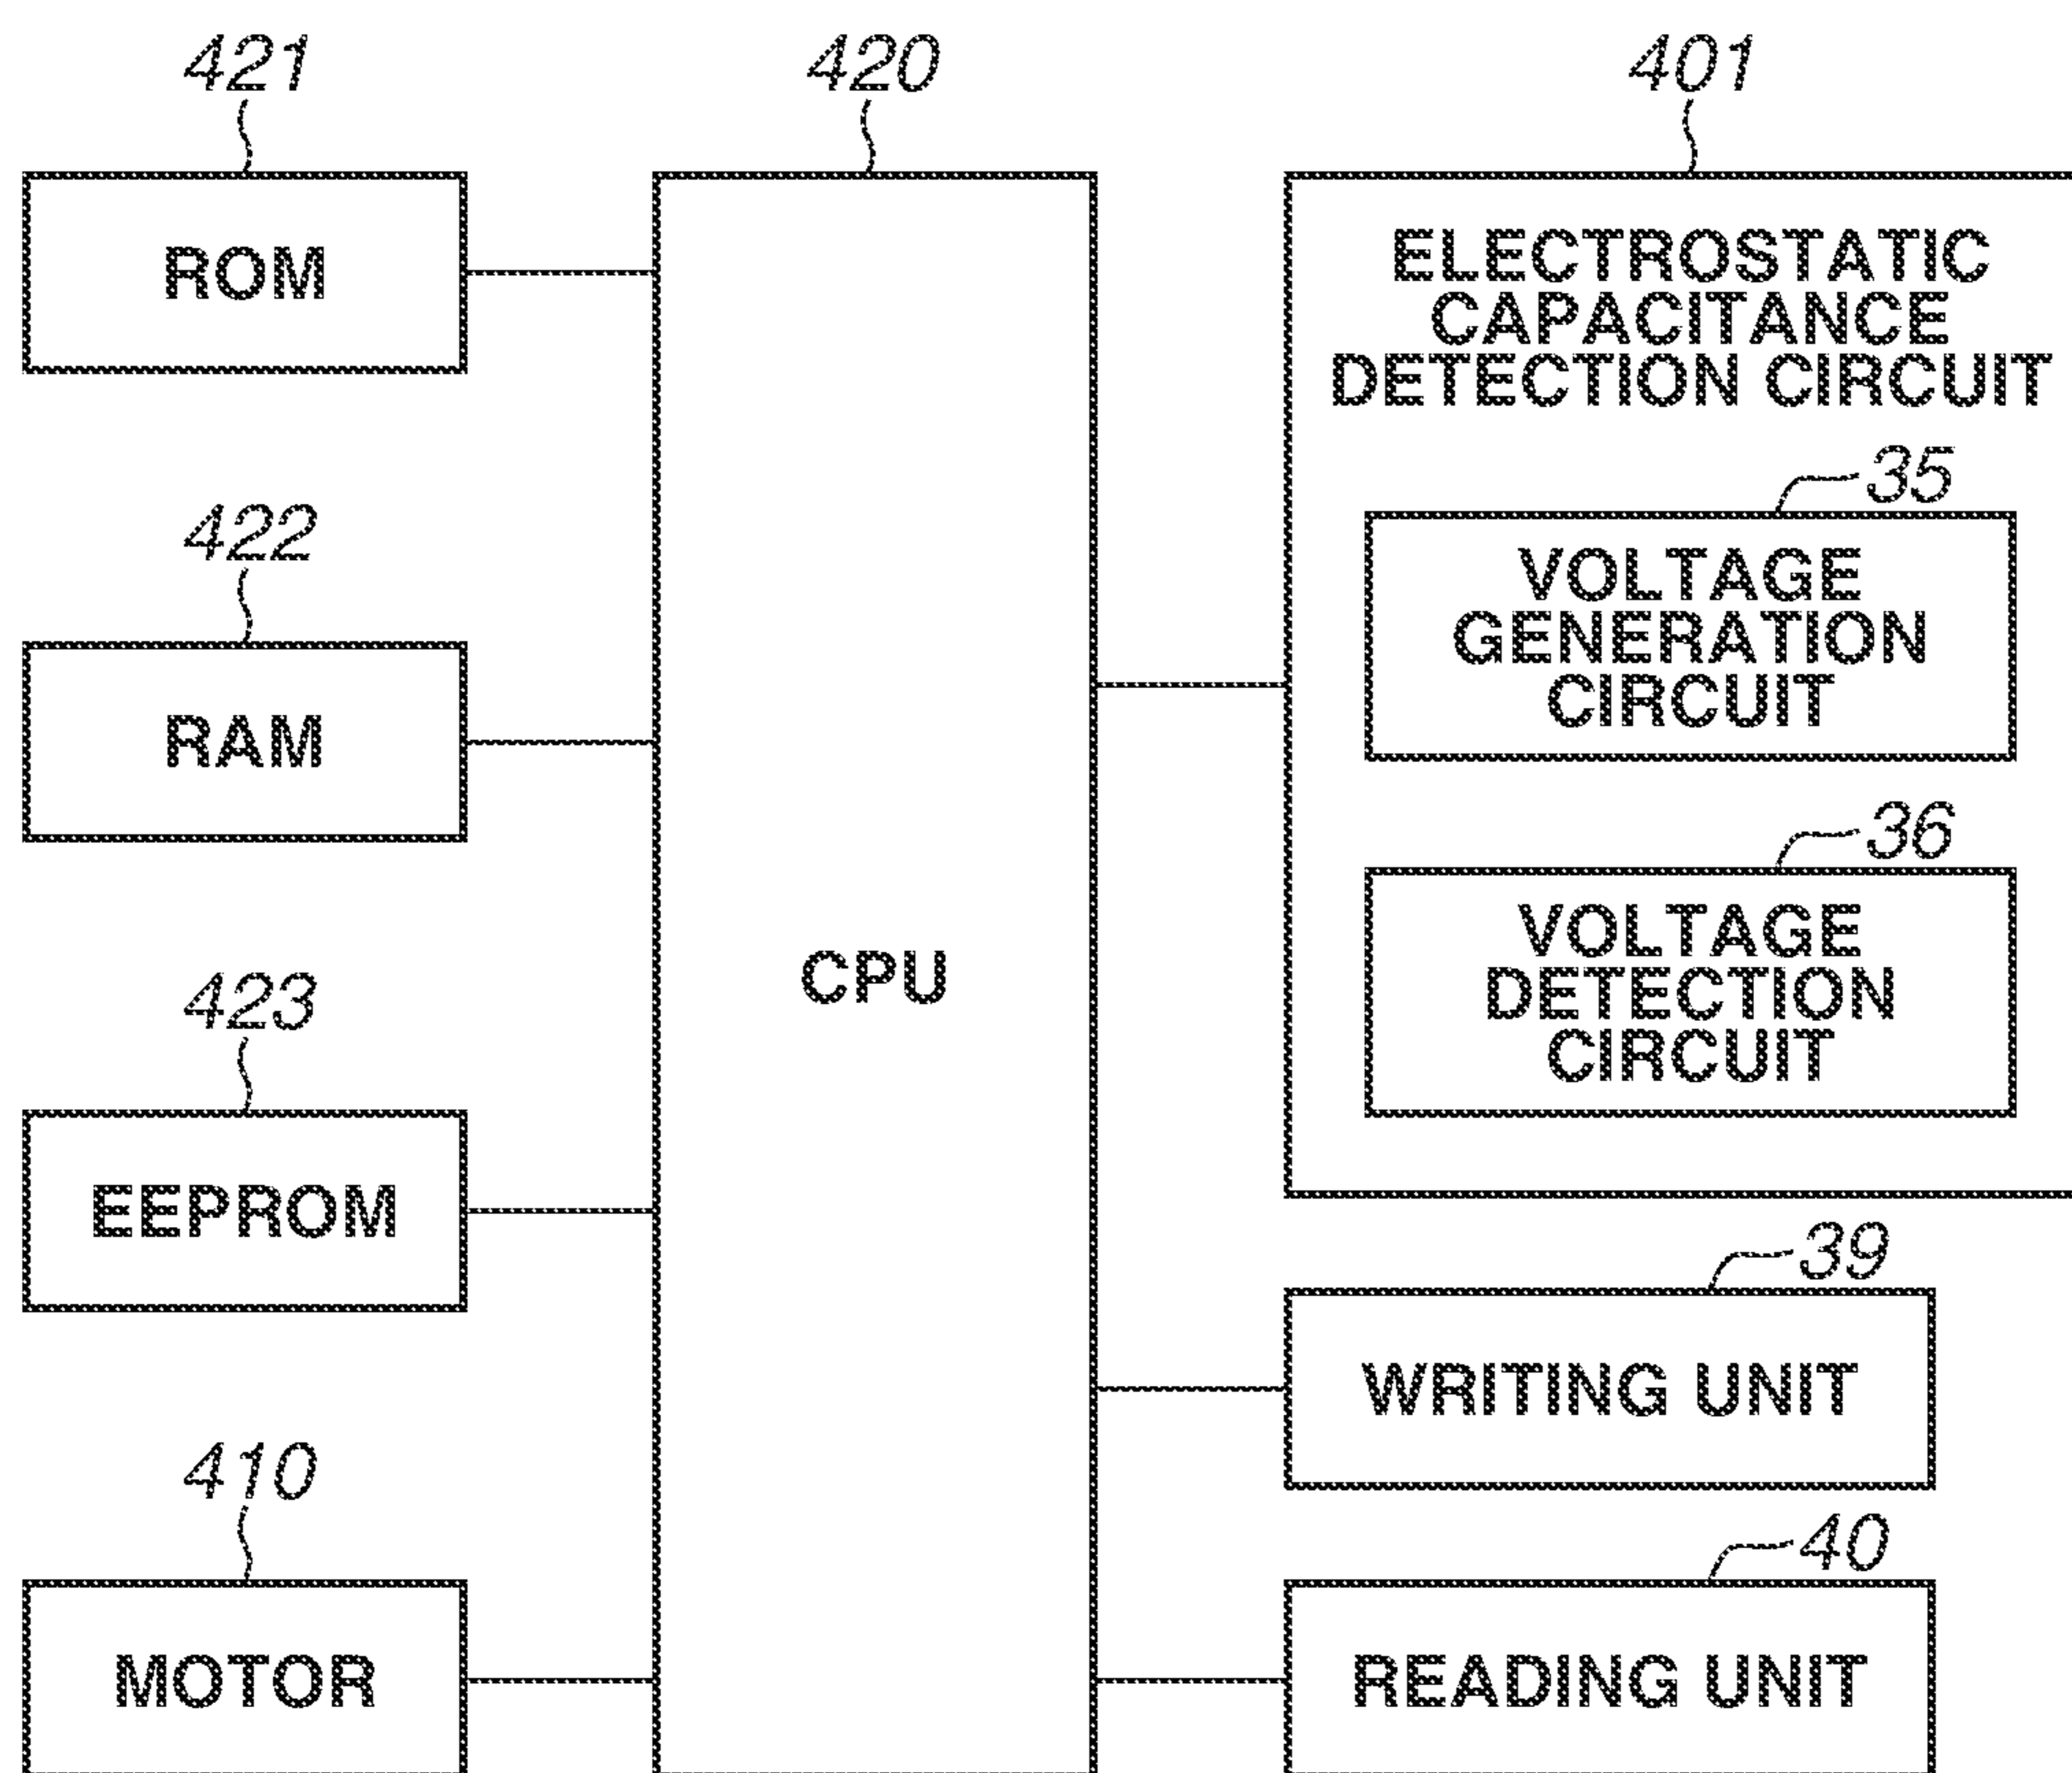 421
420
401
ROM
ELECTROSTATIC
CAPACITANCE
DETECTION CIRCUIT
35
VOLTAGE
GENERATION
CIRCUIT
422
RAM
36
VOLTAGE
DETECTION
CIRCUIT
CPU
423
EEPROM
39
WRITING UNIT
410
MOTOR
40
READING UNIT